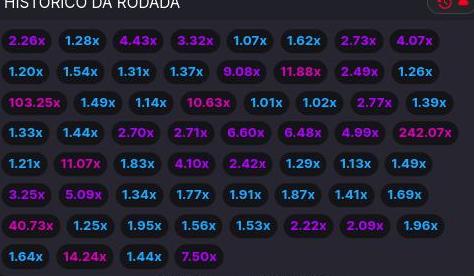 HISTÓRICO DA RODADA
2.26x 1.28x 4.43x 3.32x 1.07x 1.62x 2.73x 4.07x
1.20x 1.54x 1.31x 1.37x 9.08x 11.88x 2.49x 1.26x
103.25x 1.49x 1.14x 10.63x 1.01x 1.02x 2.77x 1.39x
1.33x 1.44x 2.70x 2.71x 6.60x 6.48x 4.99x 242.07x
1.21x 11.07x 1.83x 4.10x 2.42x 1.29x 1.13x 1.49x
3.25x 5.09x 1.34x 1.77x 1.91x 1.87x 1.41x 1.69x
40.73x 1.25x 1.95x 1.56x 1.53x 2.22x 2.09x 1.96x
1.64x 14.24x 1.44x 7.50x